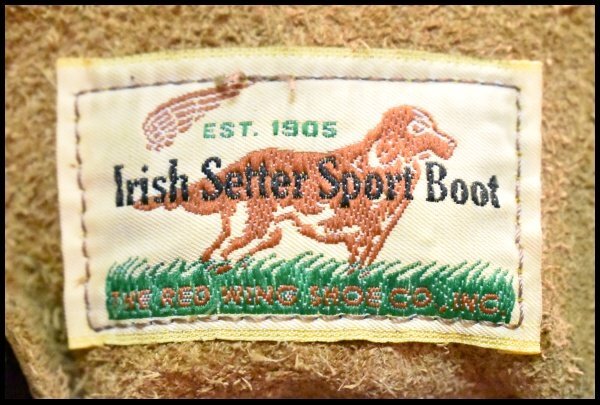 EST. 1905
Irish Setter Sport Boot
THE RED WING SHOE CO., INC.